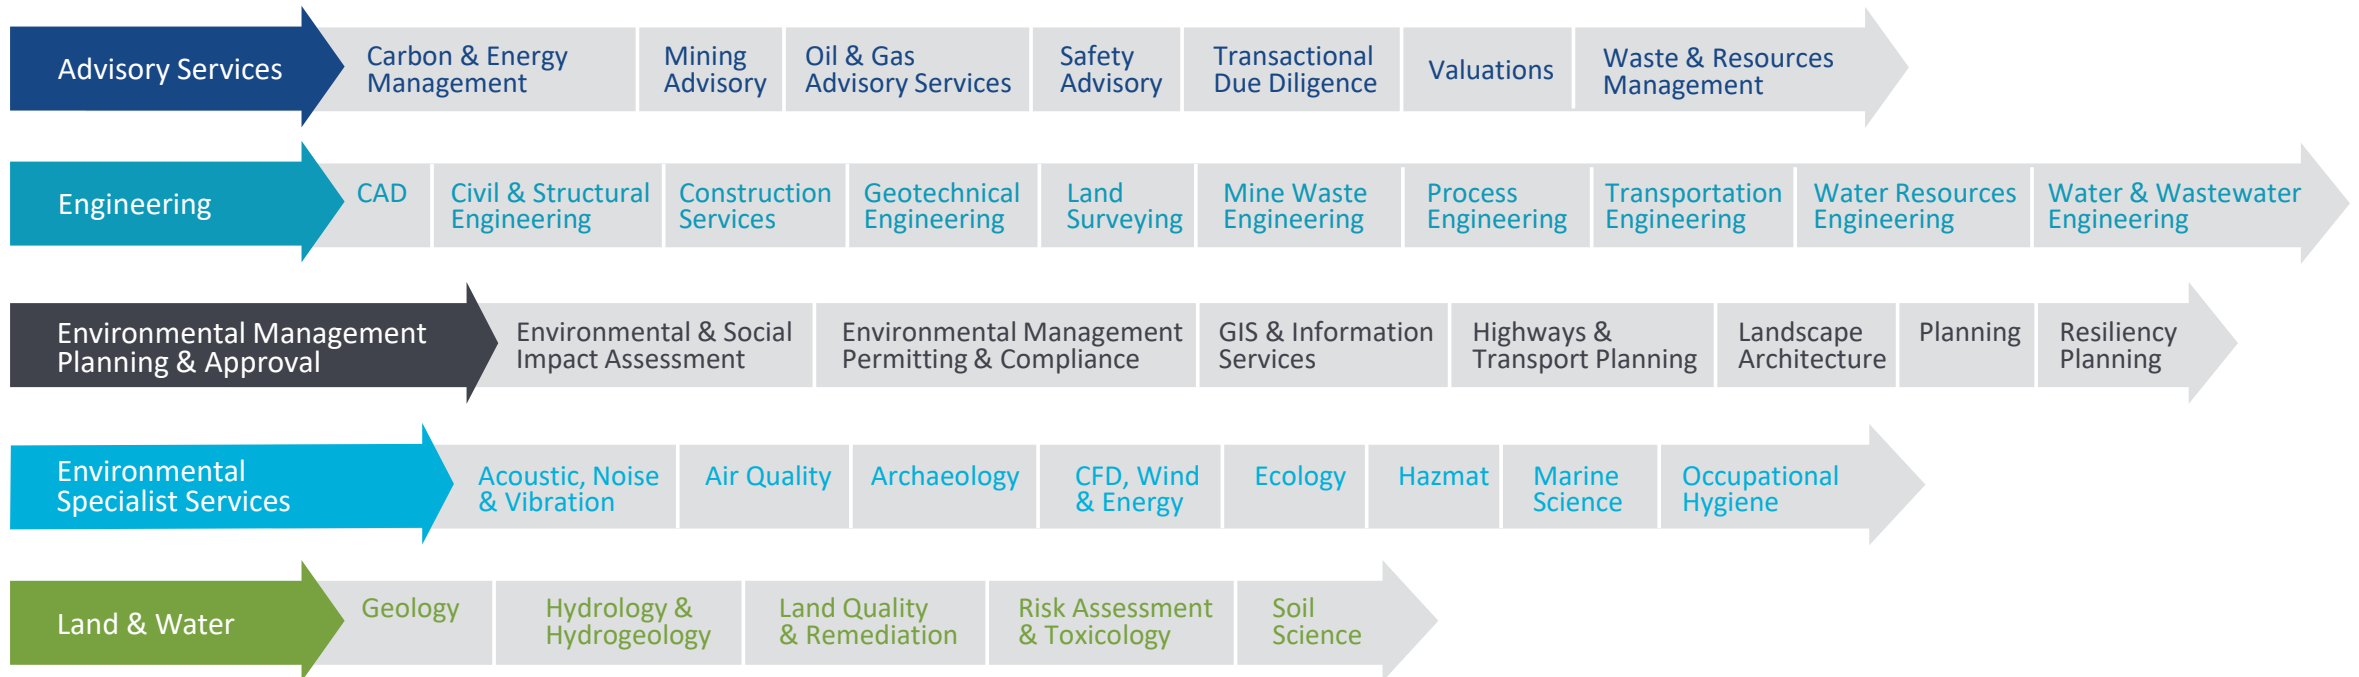 Advisory Services
Carbon & Energy
Management
Mining
Advisory
Oil & Gas
Advisory Services
Safety
Advisory
Transactional
Due Diligence
Valuations
Waste & Resources
Management
Engineering
CAD
Civil & Structural
Engineering
Construction
Services
Geotechnical
Engineering
Land
Surveying
Mine Waste
Engineering
Process
Engineering
Transportation
Engineering
Water Resources
Engineering
Water & Wastewater
Engineering
Environmental Management
Planning & Approval
Environmental & Social
Impact Assessment
Environmental Management
Permitting & Compliance
GIS & Information
Services
Highways &
Transport Planning
Landscape
Architecture
Planning
Resiliency
Planning
Environmental
Specialist Services
Acoustic, Noise
& Vibration
Air Quality
Archaeology
CFD, Wind
& Energy
Ecology
Hazmat
Marine
Science
Occupational
Hygiene
Land & Water
Geology
Hydrology &
Hydrogeology
Land Quality
& Remediation
Risk Assessment
& Toxicology
Soil
Science